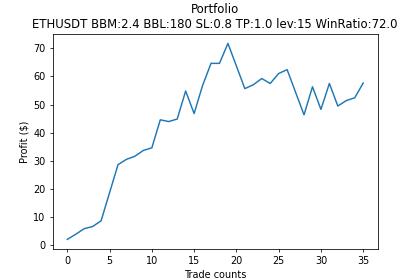 Portfolio
ETHUSDT BBM:2.4 BBL:180 SL:0.8 TP:1.0 lev:15 WinRatio:72.0
70
60
50
40
30
20
10
0
Profit ($)
0 5 10 15 20 25 30 35
Trade counts